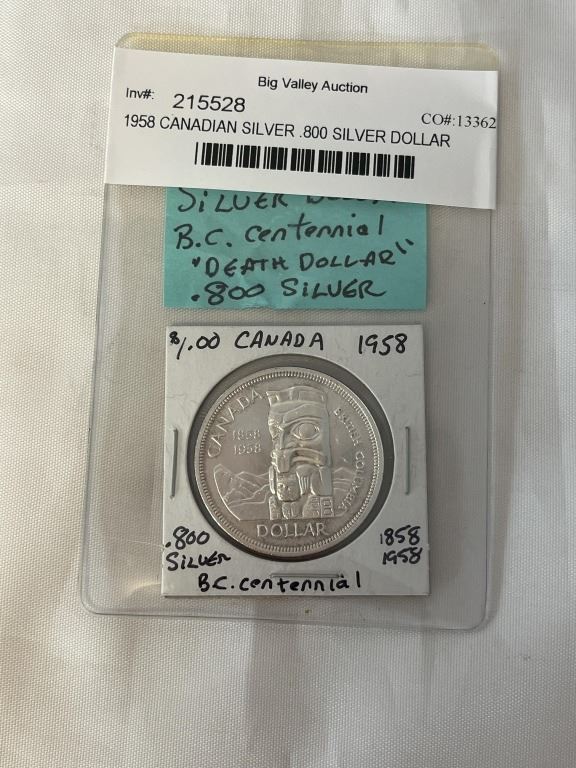 Big Valley Auction
Inv#: 215528 CO#:13362
1958 CANADIAN SILVER .800 SILVER DOLLAR
SILVER
B.C. centennial
"DEATH DOLLAR"
.800 SILVER
$1.00 CANADA 1958
CANADA
1858
1958
BRITISH COLUMBIA
DOLLAR
.800
SILVER
1858
1958
B.C. centennial